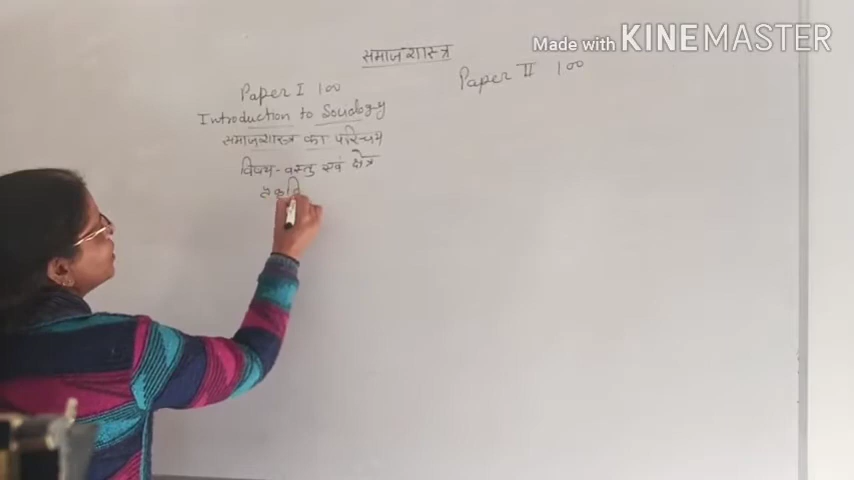 समाजशास्त्र
Made with KINEMASTER
Paper I 100
Paper II 100
Introduction to Sociology
समाजशास्त्र का परिचय
विषय-वस्तु एवं क्षेत्र